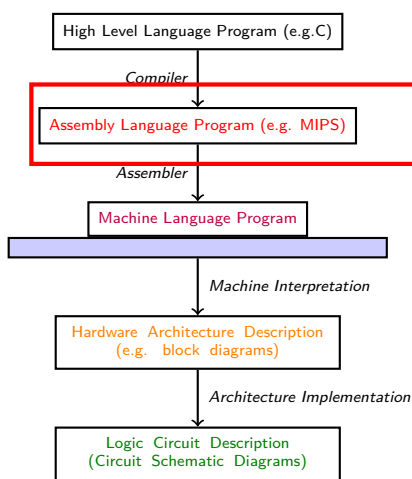 High Level Language Program (e.g.C)
Compiler
Assembly Language Program (e.g. MIPS)
Assembler
Machine Language Program
Machine Interpretation
Hardware Architecture Description
(e.g. block diagrams)
Architecture Implementation
Logic Circuit Description
(Circuit Schematic Diagrams)